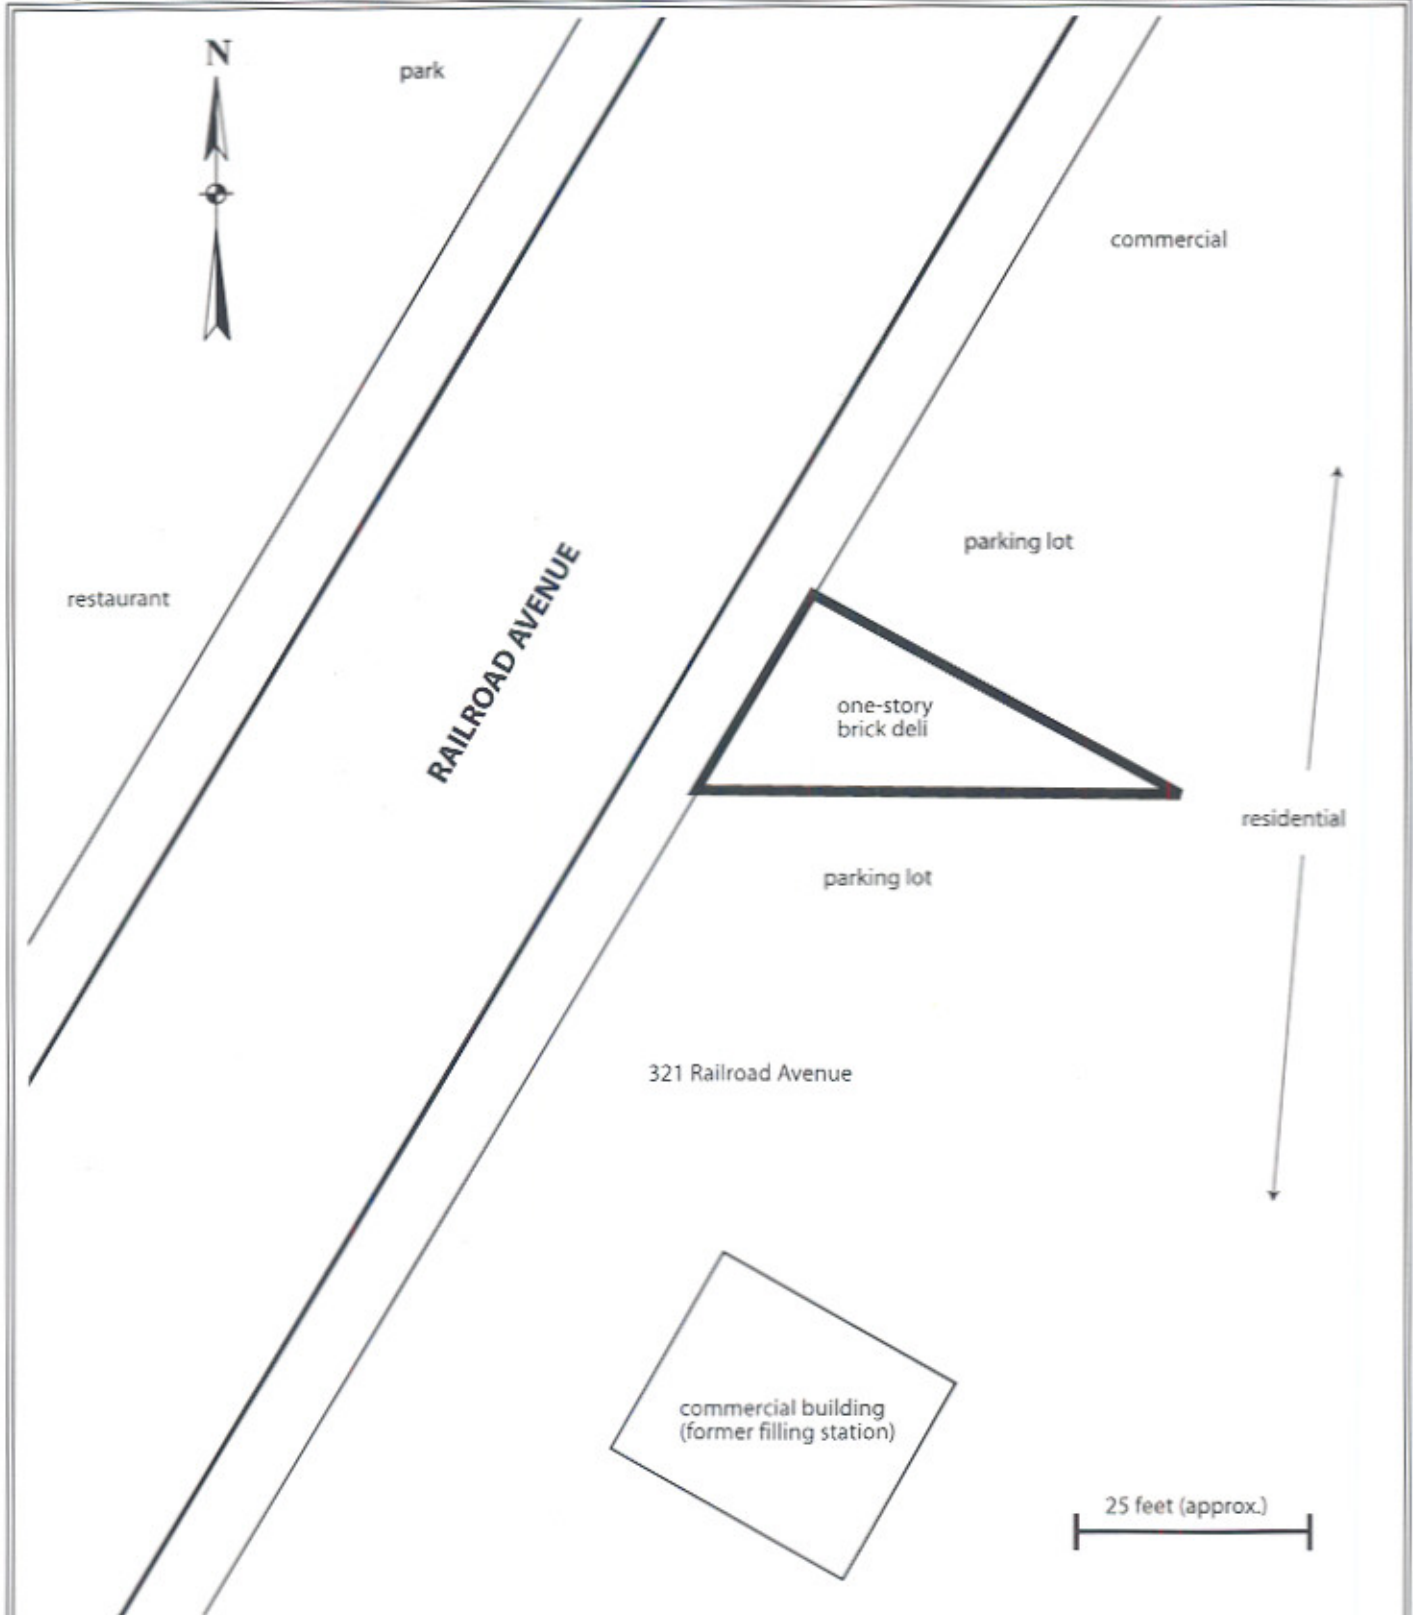 N
park
commercial
parking lot
restaurant
RAILROAD AVENUE
one-story
brick deli
residential
parking lot
321 Railroad Avenue
commercial building
(former filling station)
25 feet (approx.)